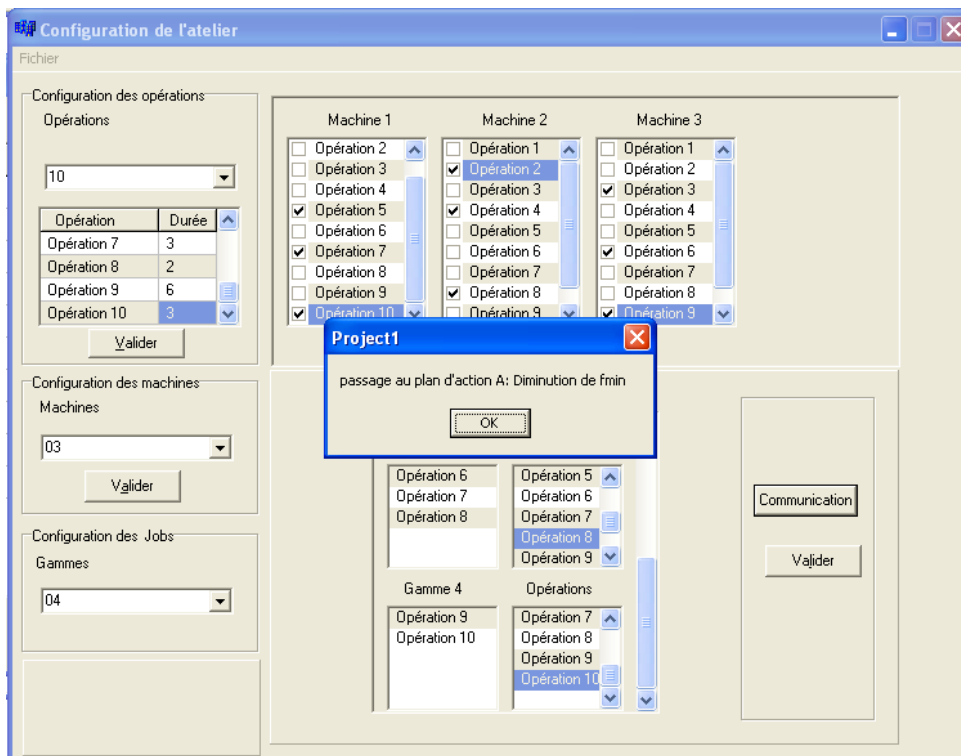 Configuration de l'atelier
Fichier
Configuration des opérations
Opérations
10
Opération Durée
Opération 7 3
Opération 8 2
Opération 9 6
Opération 10 3
Valider
Configuration des machines
Machines
03
Valider
Configuration des Jobs
Gammes
04
Machine 1
Opération 2
Opération 3
Opération 4
Opération 5
Opération 6
Opération 7
Opération 8
Opération 9
Opération 10
Machine 2
Opération 1
Opération 2
Opération 3
Opération 4
Opération 5
Opération 6
Opération 7
Opération 8
Opération 9
Machine 3
Opération 1
Opération 2
Opération 3
Opération 4
Opération 5
Opération 6
Opération 7
Opération 8
Opération 9
Project1
passage au plan d'action A: Diminution de fmin
OK
Opération 6
Opération 7
Opération 8
Opération 5
Opération 6
Opération 7
Opération 8
Opération 9
Gamme 4
Opération 9
Opération 10
Opérations
Opération 7
Opération 8
Opération 9
Opération 10
Communication
Valider